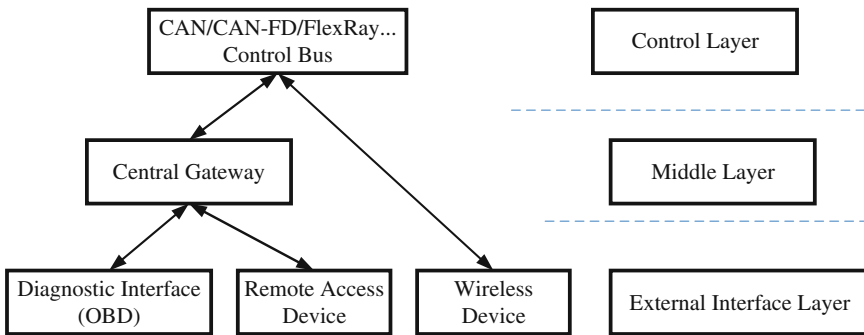 CAN/CAN-FD/FlexRay...
Control Bus
Control Layer
Central Gateway
Middle Layer
Diagnostic Interface
(OBD)
Remote Access
Device
Wireless
Device
External Interface Layer